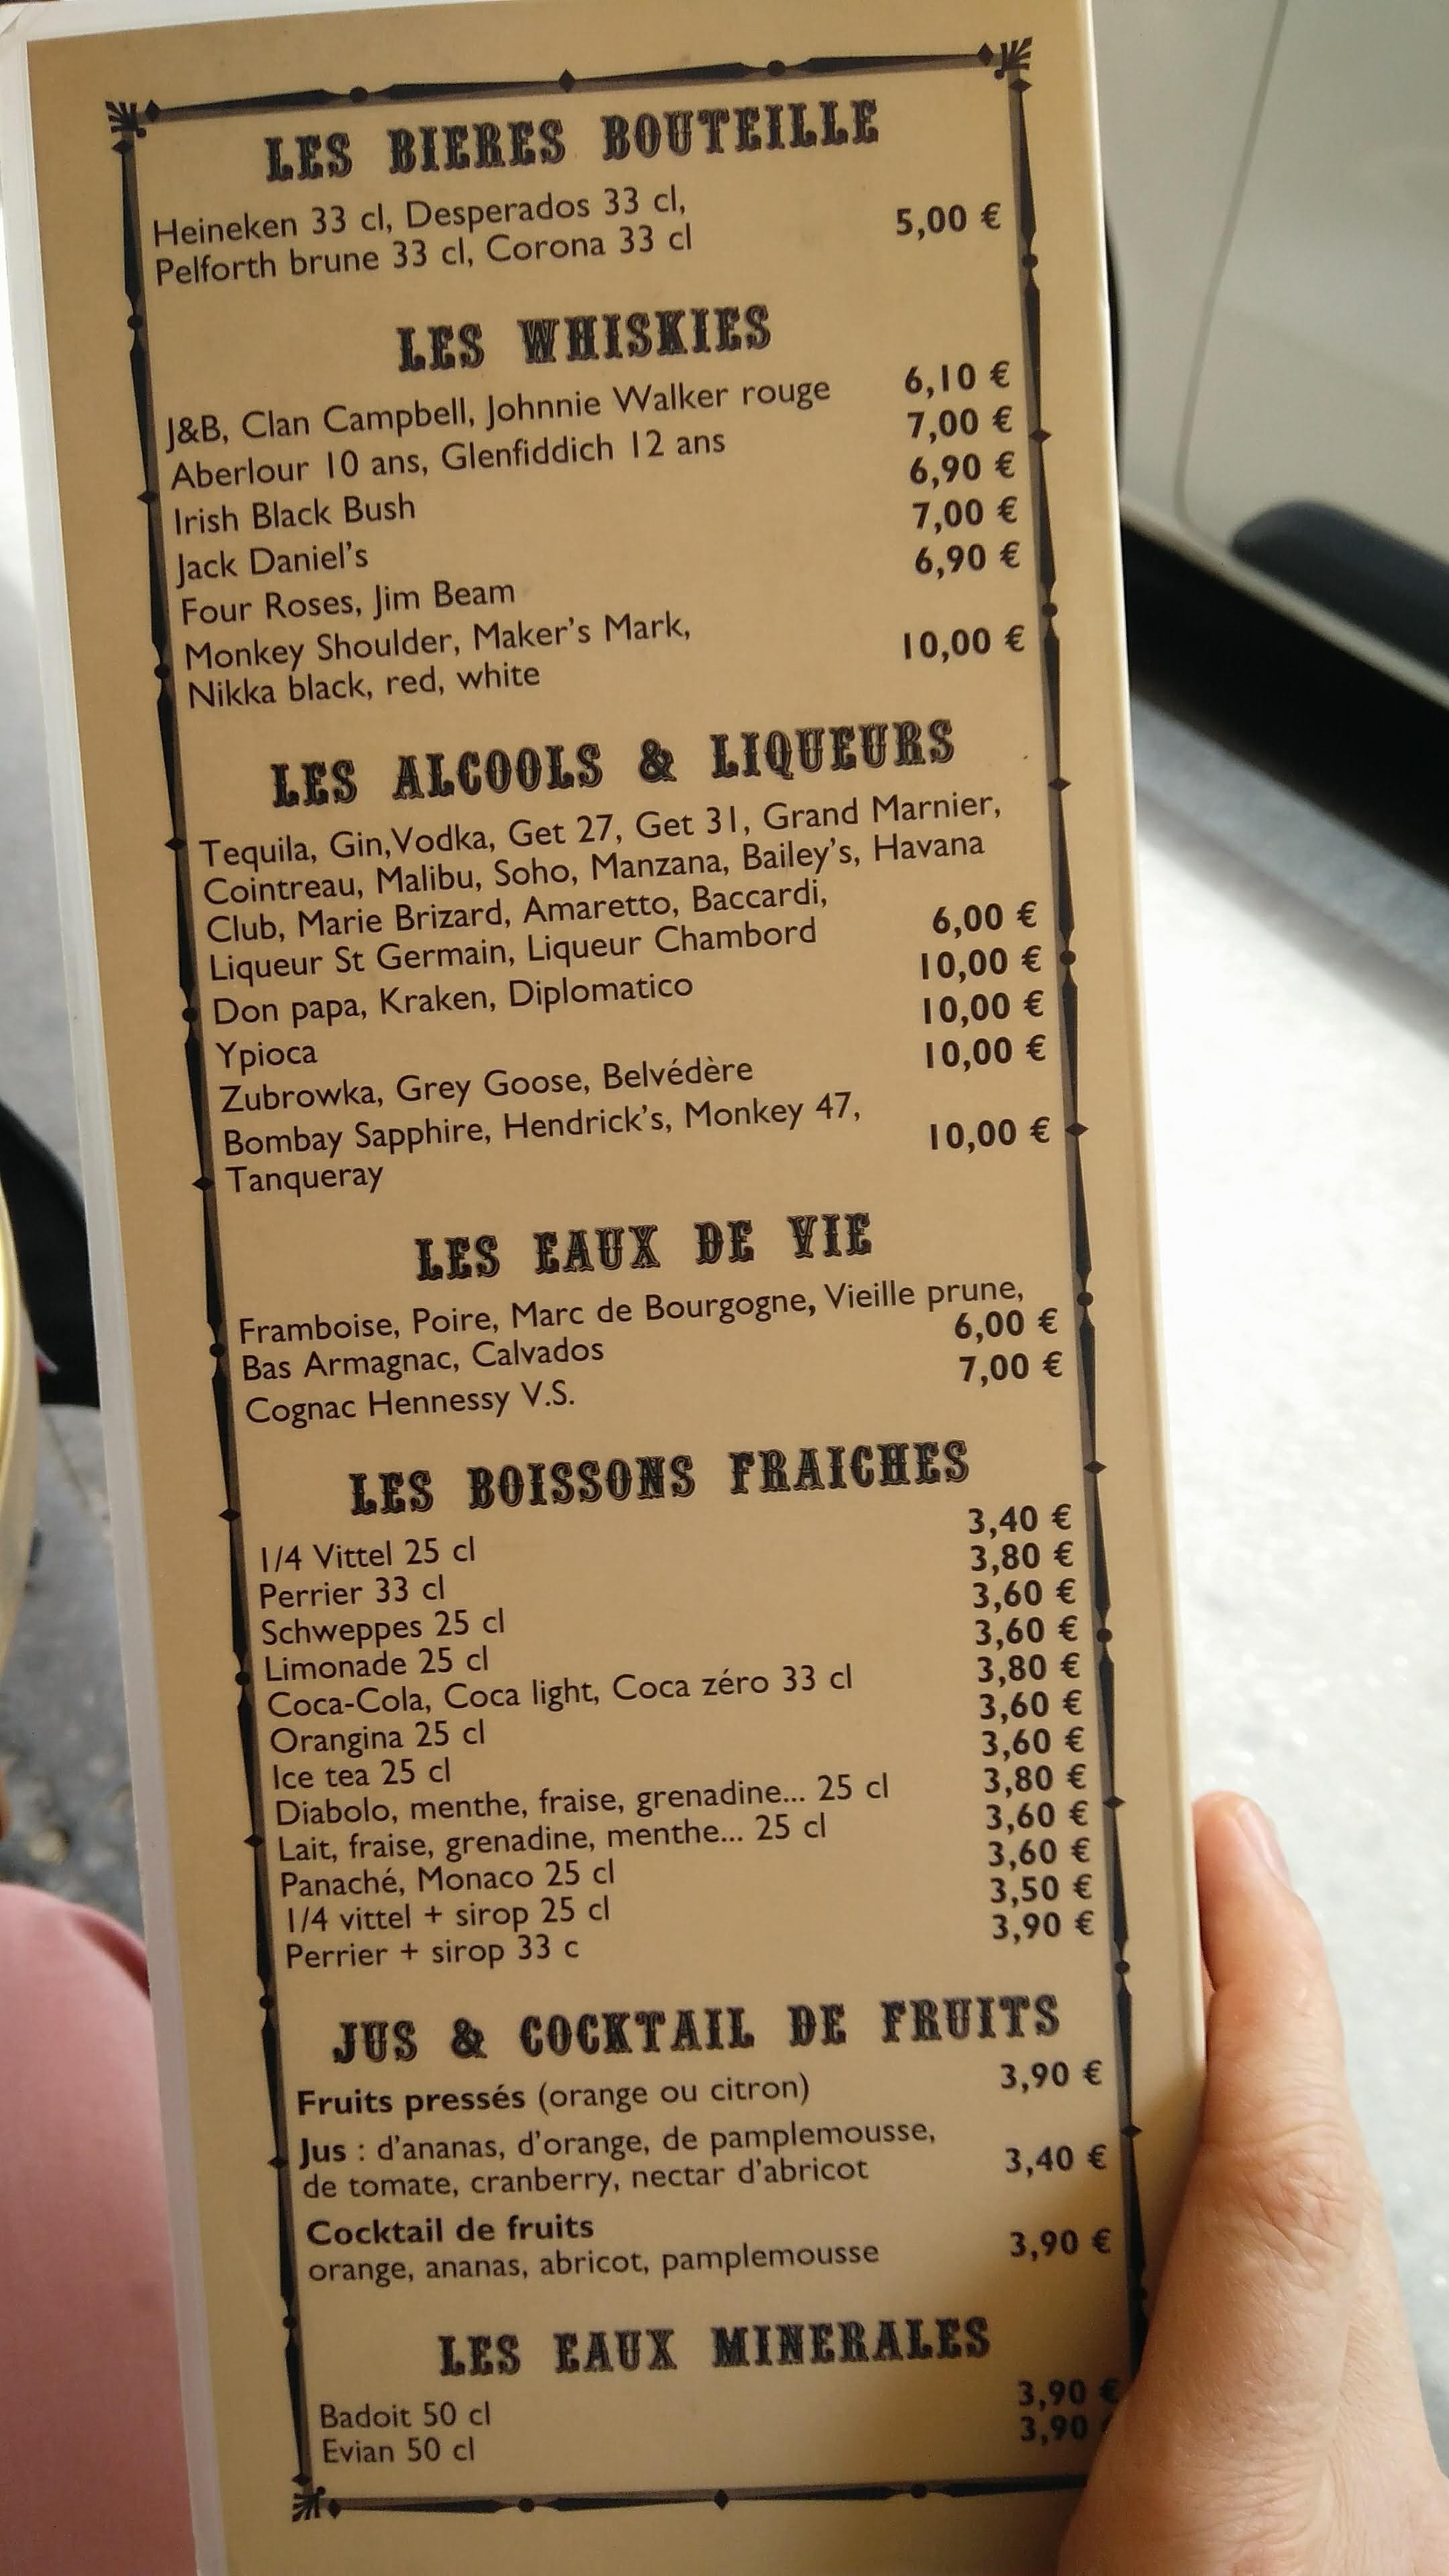 LES BIERES BOUTEILLE
Heineken 33 cl, Desperados 33 cl,
Pelforth brune 33 cl, Corona 33 cl 5,00 €
LES WHISKIES
J&B, Clan Campbell, Johnnie Walker rouge 6,10 €
Aberlour 10 ans, Glenfiddich 12 ans 7,00 €
Irish Black Bush 6,90 €
Jack Daniel's 7,00 €
Four Roses, Jim Beam 6,90 €
Monkey Shoulder, Maker's Mark,
Nikka black, red, white 10,00 €
LES ALCOOLS & LIQUEURS
Tequila, Gin,Vodka, Get 27, Get 31, Grand Marnier,
Cointreau, Malibu, Soho, Manzana, Bailey's, Havana
Club, Marie Brizard, Amaretto, Baccardi,
Liqueur St Germain, Liqueur Chambord 6,00 €
Don papa, Kraken, Diplomatico 10,00 €
Ypioca 10,00 €
Zubrowka, Grey Goose, Belvédère 10,00 €
Bombay Sapphire, Hendrick's, Monkey 47,
Tanqueray 10,00 €
LES EAUX DE VIE
Framboise, Poire, Marc de Bourgogne, Vieille prune,
Bas Armagnac, Calvados 6,00 €
Cognac Hennessy V.S. 7,00 €
LES BOISSONS FRAICHES
1/4 Vittel 25 cl 3,40 €
Perrier 33 cl 3,80 €
Schweppes 25 cl 3,60 €
Limonade 25 cl 3,60 €
Coca-Cola, Coca light, Coca zéro 33 cl 3,80 €
Orangina 25 cl 3,60 €
Ice tea 25 cl 3,60 €
Diabolo, menthe, fraise, grenadine... 25 cl 3,80 €
Lait, fraise, grenadine, menthe... 25 cl 3,60 €
Panaché, Monaco 25 cl 3,60 €
1/4 vittel + sirop 25 cl 3,50 €
Perrier + sirop 33 c 3,90 €
JUS & COCKTAIL DE FRUITS
Fruits pressés (orange ou citron) 3,90 €
Jus : d'ananas, d'orange, de pamplemousse,
de tomate, cranberry, nectar d'abricot 3,40 €
Cocktail de fruits
orange, ananas, abricot, pamplemousse 3,90 €
LES EAUX MINERALES
Badoit 50 cl 3,90 €
Evian 50 cl 3,90